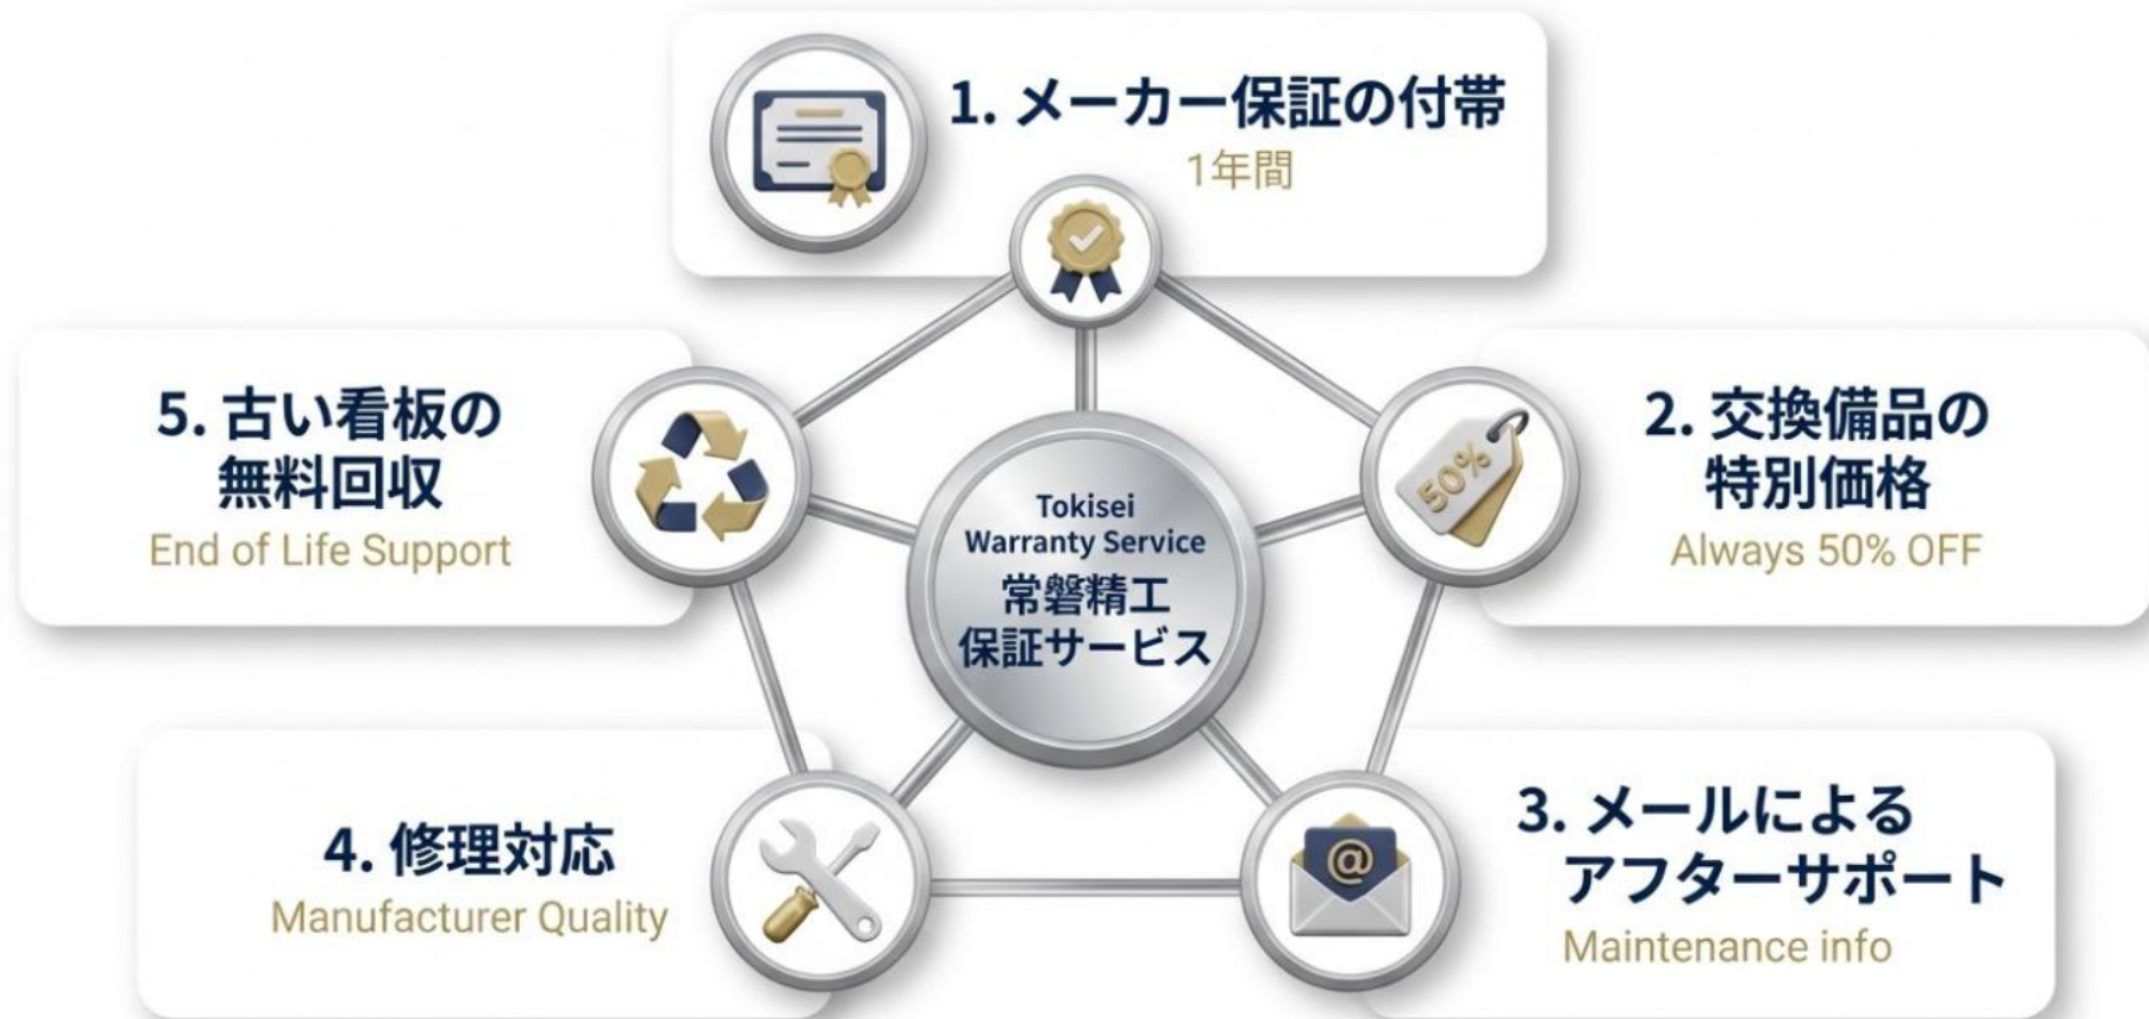 1. メーカー保証の付帯
1年間
2. 交換備品の
特別価格
Always 50% OFF
50%
3. メールによる
アフターサポート
Maintenance info
@
4. 修理対応
Manufacturer Quality
5. 古い看板の
無料回収
End of Life Support
Tokisei
Warranty Service
常磐精工
保証サービス